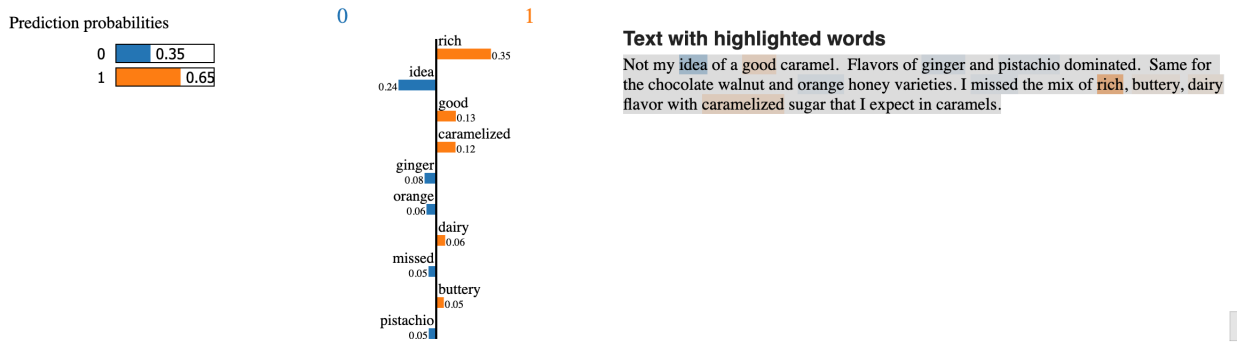 Prediction probabilities
0 0.35
1 0.65
0 1
rich
0.35
idea
0.24
good
0.13
caramelized
0.12
ginger
0.08
orange
0.06
dairy
0.06
missed
0.05
buttery
0.05
pistachio
0.05
Text with highlighted words
Not my idea of a good caramel. Flavors of ginger and pistachio dominated. Same for
the chocolate walnut and orange honey varieties. I missed the mix of rich, buttery, dairy
flavor with caramelized sugar that I expect in caramels.